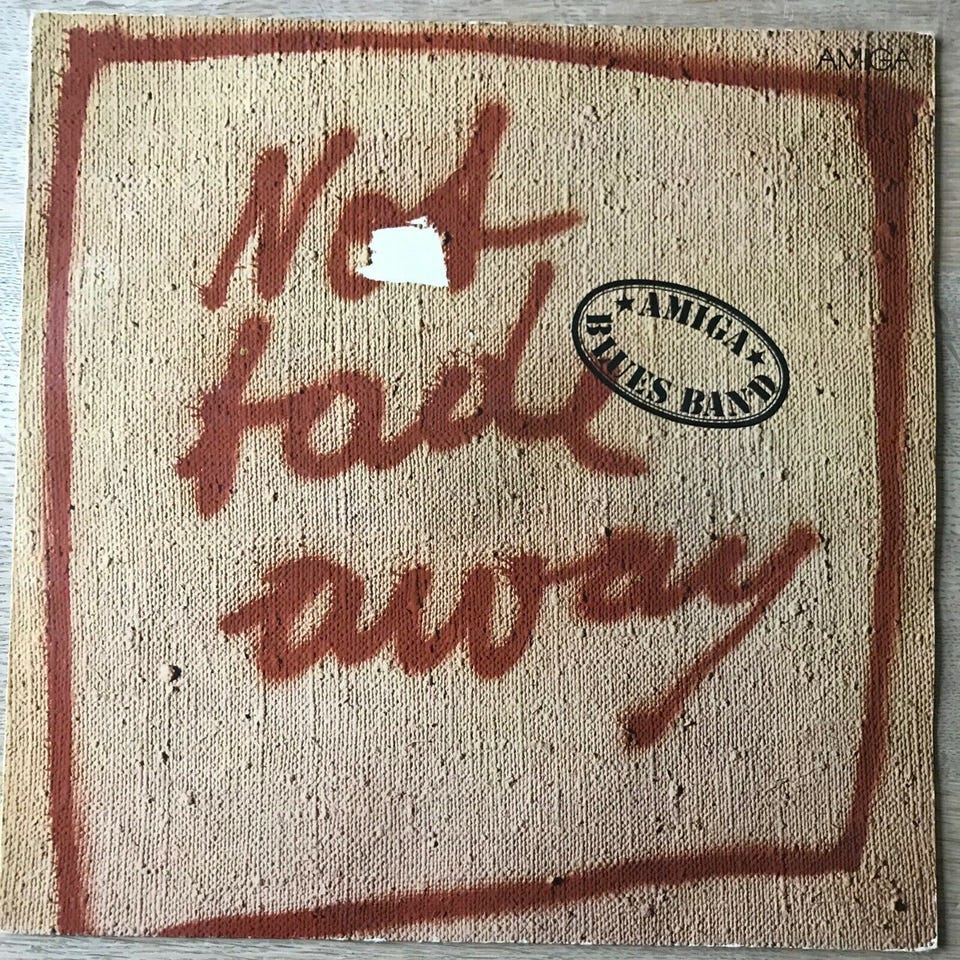 AMIGA
Not
fade
away
★ AMIGA ★
BLUES BAND